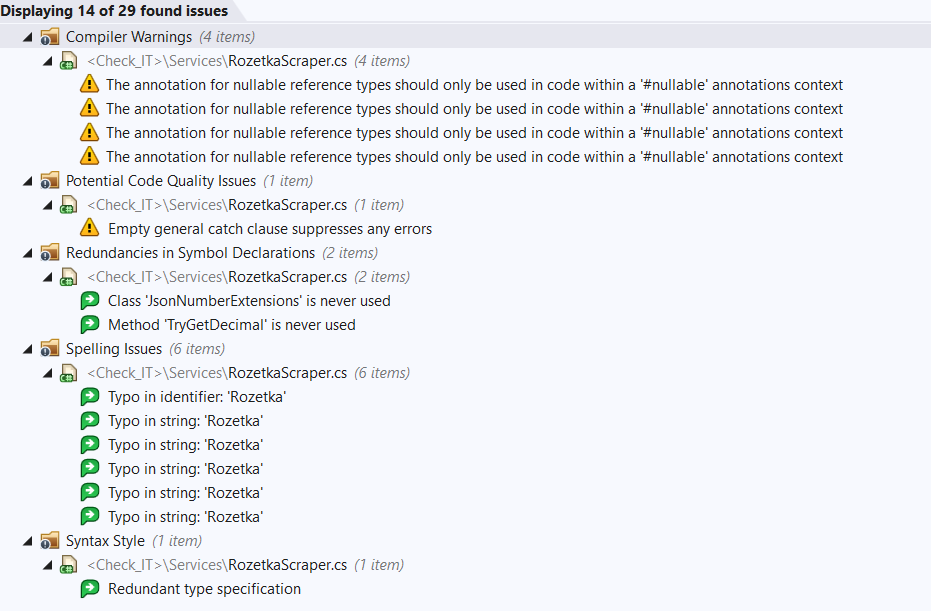 Displaying 14 of 29 found issues
Compiler Warnings (4 items)
<Check_IT>\Services\RozetkaScraper.cs (4 items)
The annotation for nullable reference types should only be used in code within a '#nullable' annotations context
The annotation for nullable reference types should only be used in code within a '#nullable' annotations context
The annotation for nullable reference types should only be used in code within a '#nullable' annotations context
The annotation for nullable reference types should only be used in code within a '#nullable' annotations context
Potential Code Quality Issues (1 item)
<Check_IT>\Services\RozetkaScraper.cs (1 item)
Empty general catch clause suppresses any errors
Redundancies in Symbol Declarations (2 items)
<Check_IT>\Services\RozetkaScraper.cs (2 items)
Class 'JsonNumberExtensions' is never used
Method 'TryGetDecimal' is never used
Spelling Issues (6 items)
<Check_IT>\Services\RozetkaScraper.cs (6 items)
Typo in identifier: 'Rozetka'
Typo in string: 'Rozetka'
Typo in string: 'Rozetka'
Typo in string: 'Rozetka'
Typo in string: 'Rozetka'
Typo in string: 'Rozetka'
Syntax Style (1 item)
<Check_IT>\Services\RozetkaScraper.cs (1 item)
Redundant type specification